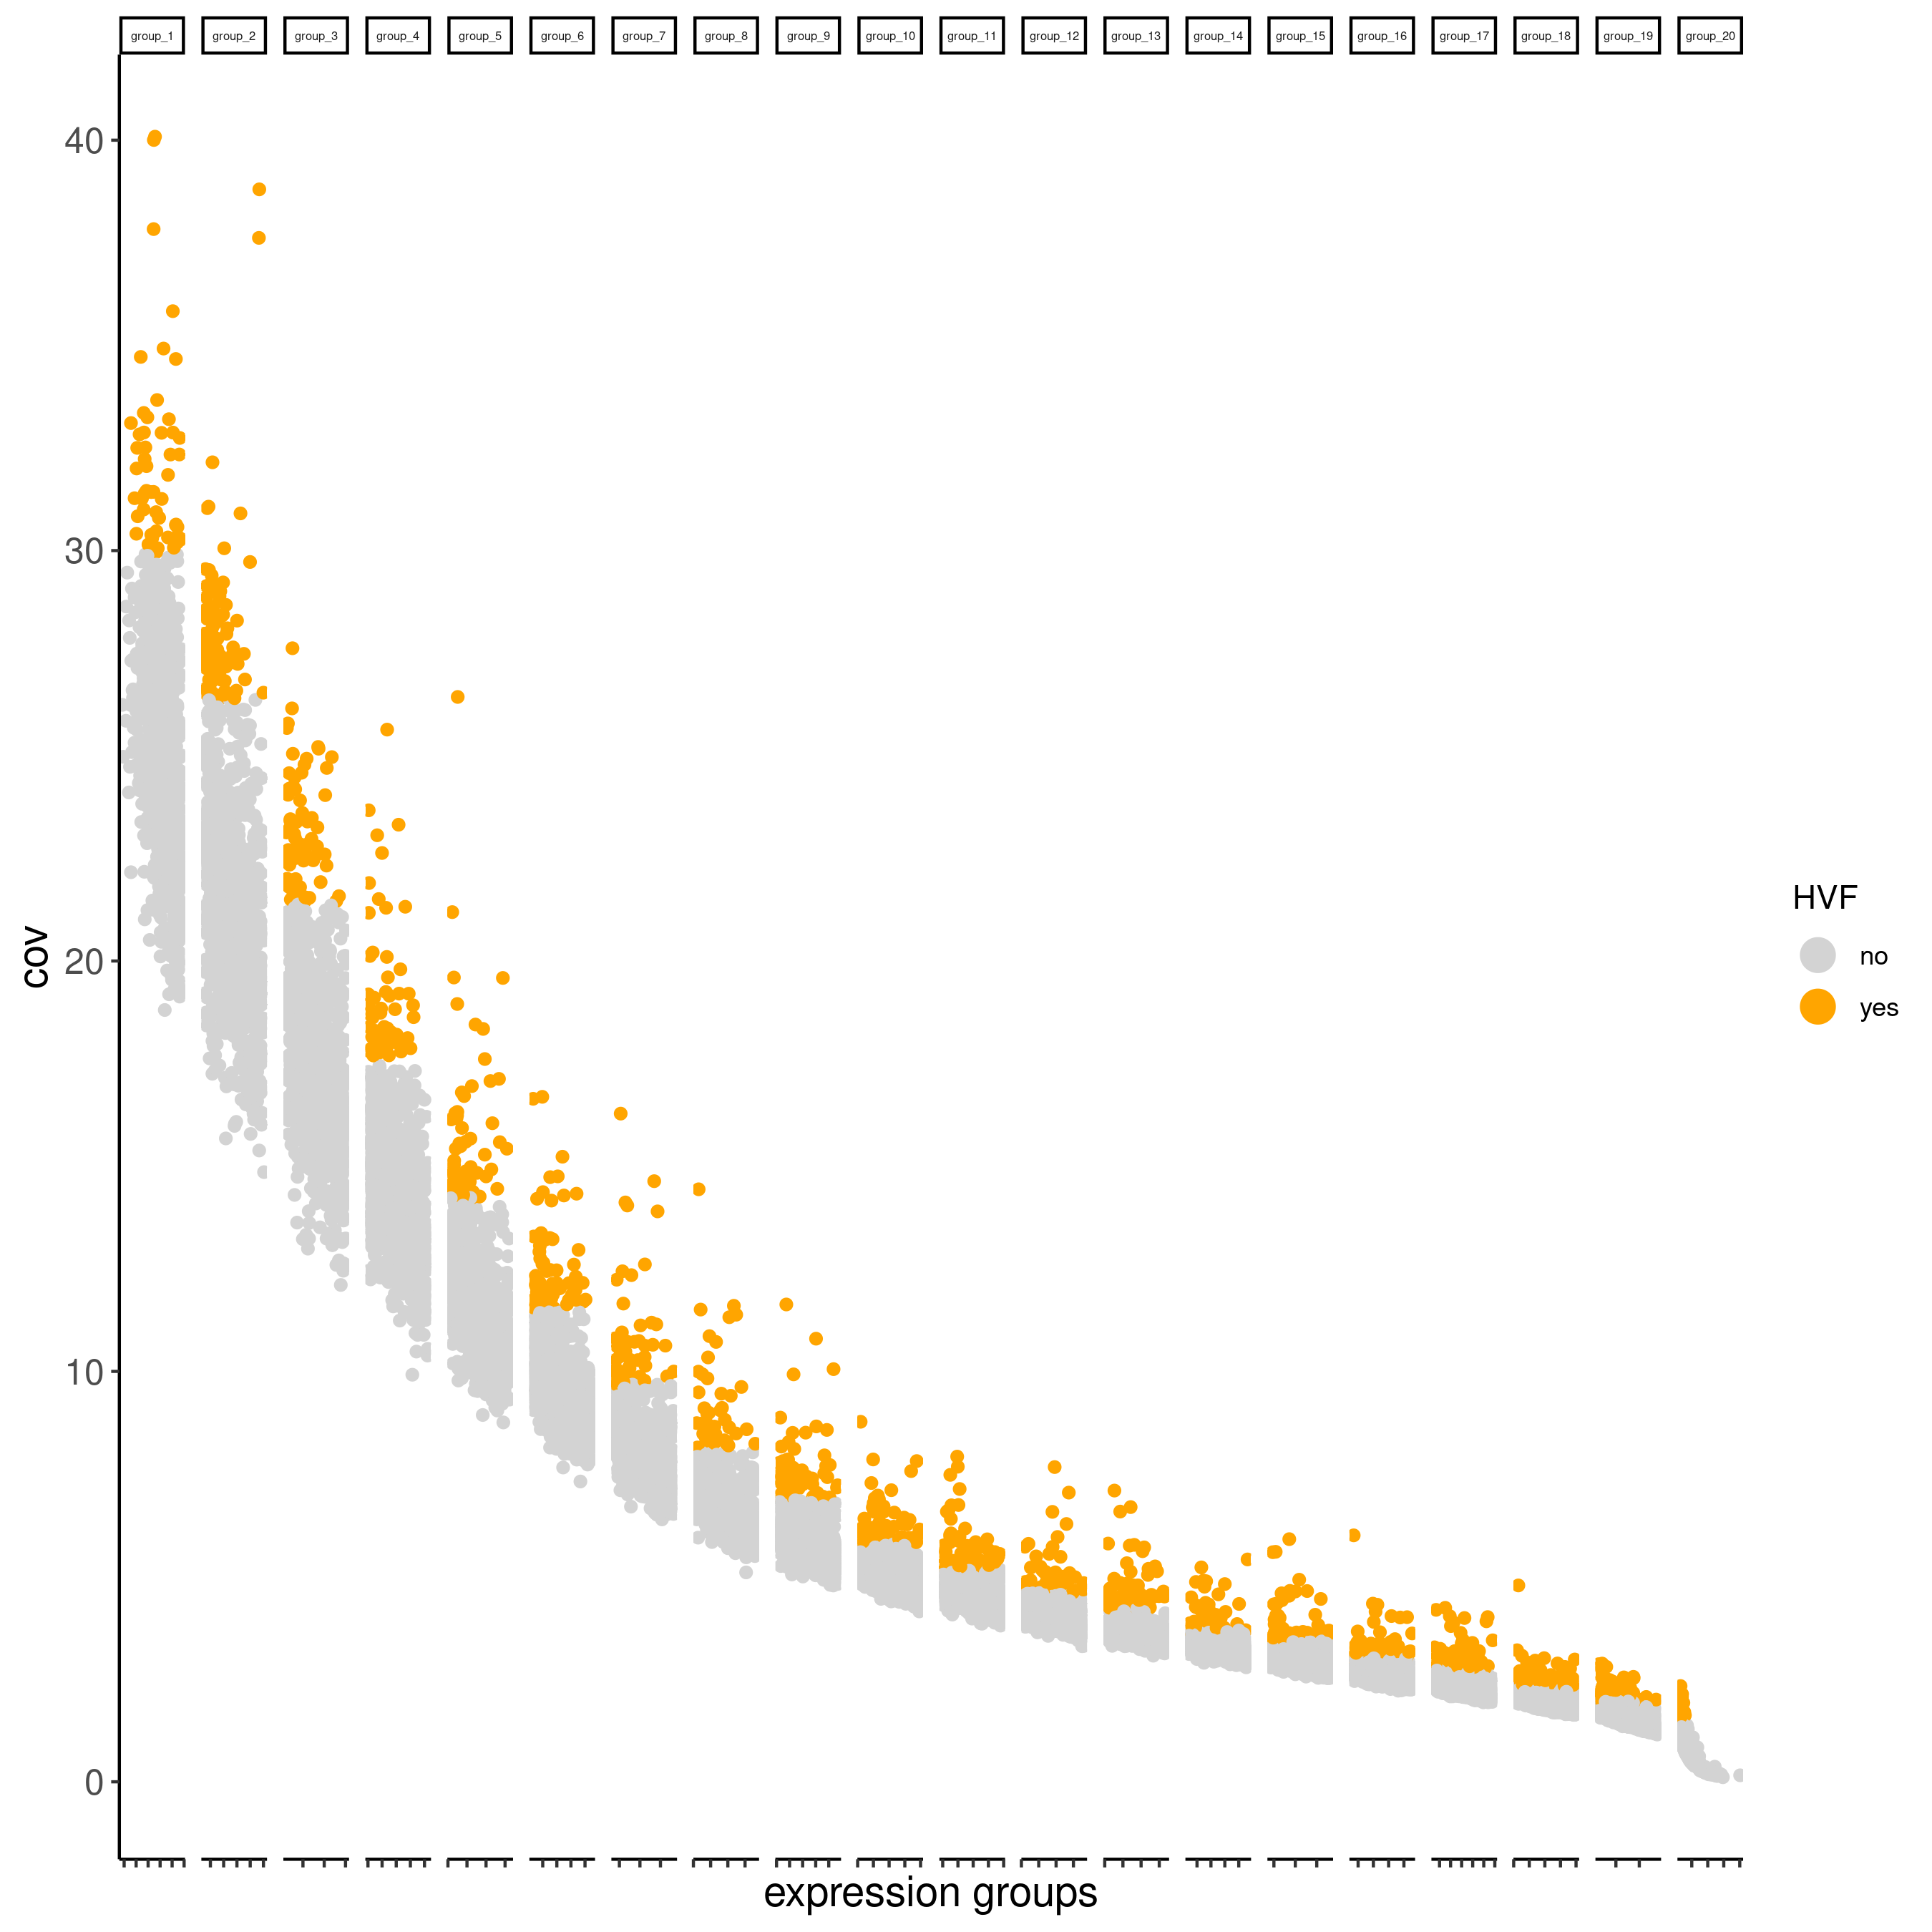 group_1 group_2 group_3 group_4 group_5 group_6 group_7 group_8 group_9 group_10 group_11 group_12 group_13 group_14 group_15 group_16 group_17 group_18 group_19 group_20
40
30
20
10
0
cov
expression groups
HVF
no
yes